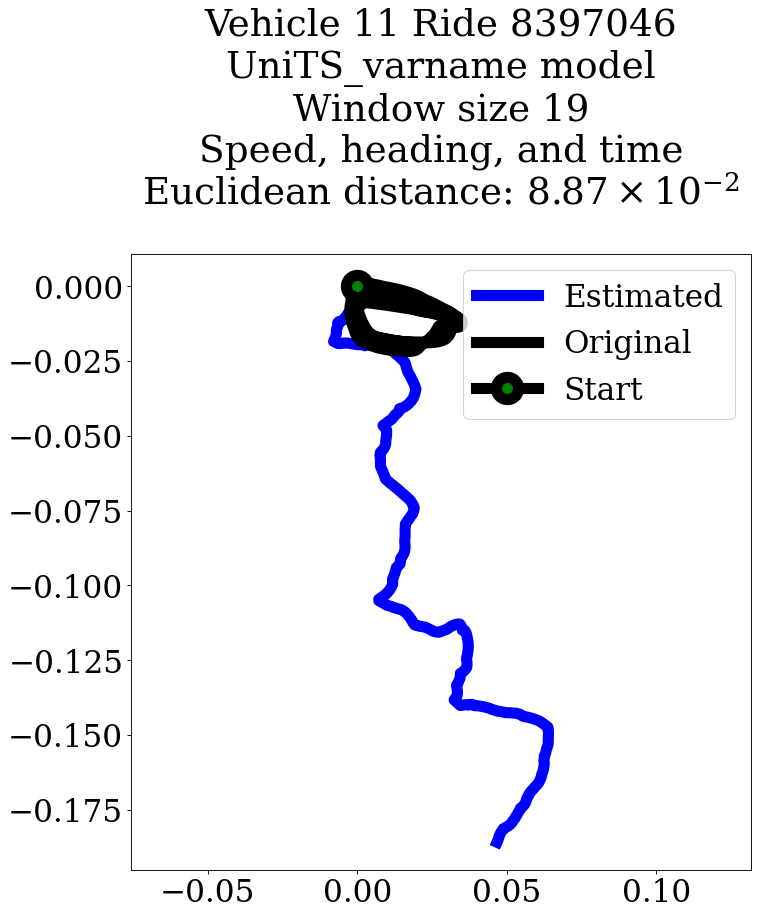 Vehicle 11 Ride 8397046
UniTS_varname model
Window size 19
Speed, heading, and time
Euclidean distance: 8.87 × 10⁻²
Estimated
Original
Start
0.000
−0.025
−0.050
−0.075
−0.100
−0.125
−0.150
−0.175
−0.05 0.00 0.05 0.10